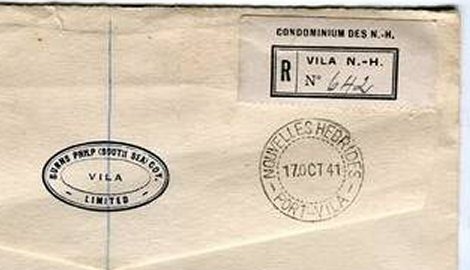 CONDOMINIUM DES N.-H.
R
VILA N.-H.
N° 642
BURNS PHILP (SOUTH SEA) COY.
VILA
- LIMITED -
NOUVELLES HEBRIDES
17.OCT 41
- PORT-VILA -